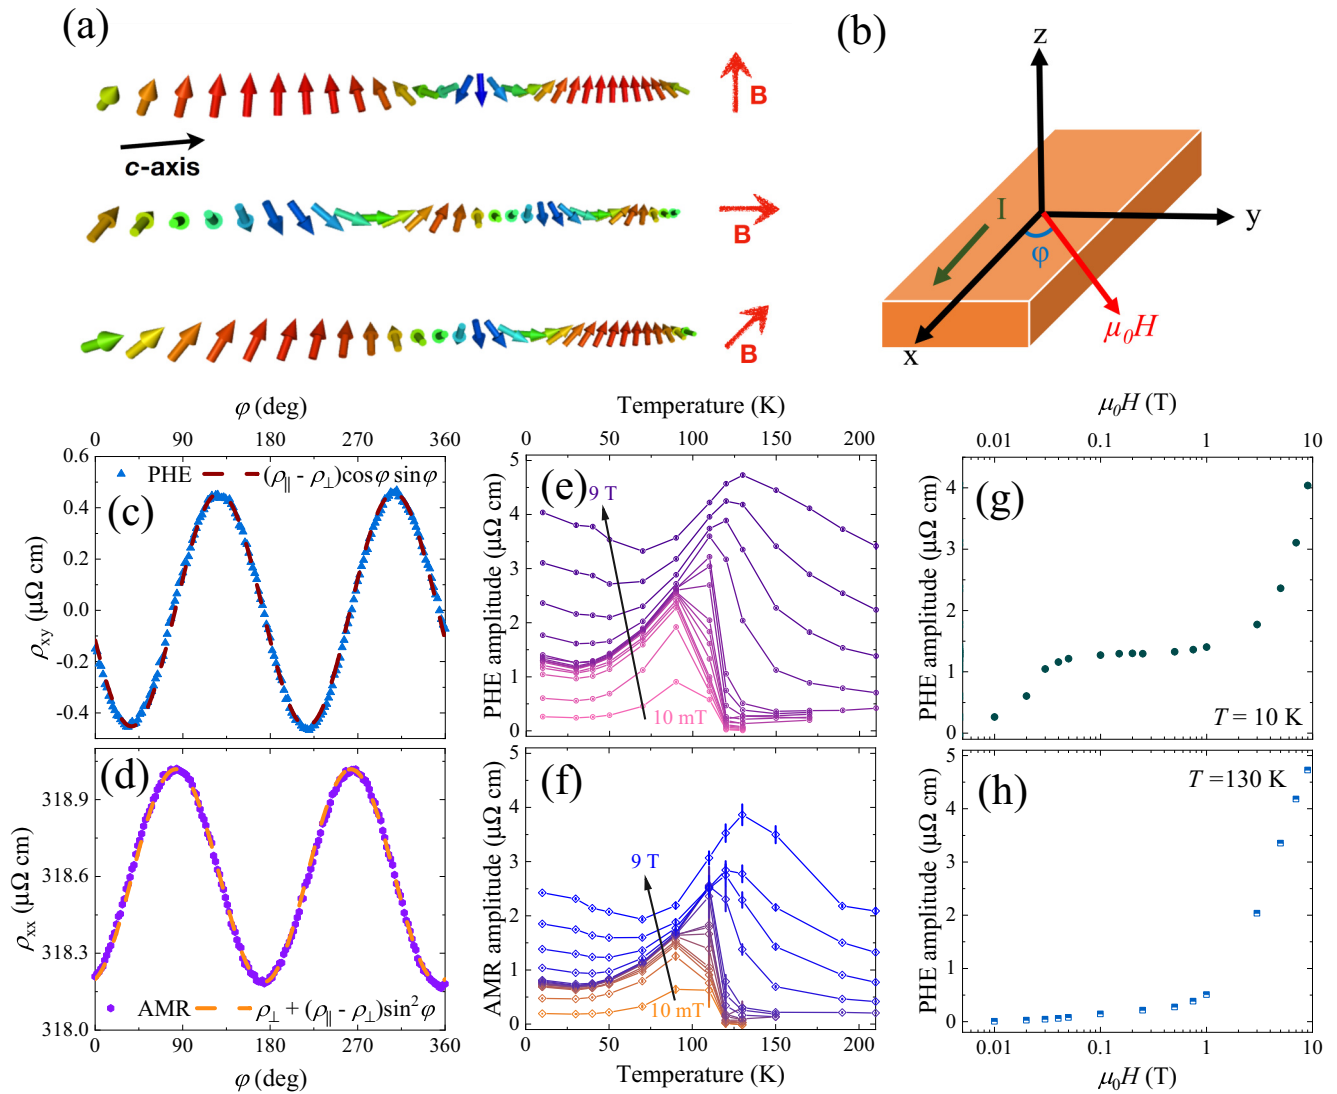 (a)
B
c-axis
B
B
(b)
z
I
y
φ
x
μ₀H
φ (deg)
0 90 180 270 360
0.6
0.4
0.2
0.0
-0.2
-0.4
ρxy (μΩ cm)
PHE (ρ∥ - ρ⊥)cosφ sinφ
(c)
(d)
318.9
318.6
318.3
318.0
ρxx (μΩ cm)
AMR ρ⊥ + (ρ∥ - ρ⊥)sin²φ
0 90 180 270 360
φ (deg)
Temperature (K)
0 50 100 150 200
5
4
3
2
1
0
PHE amplitude (μΩ cm)
(e)
9 T
10 mT
5
4
3
2
1
0
AMR amplitude (μΩ cm)
(f)
9 T
10 mT
0 50 100 150 200
Temperature (K)
μ₀H (T)
0.01 0.1 1 10
4
3
2
1
0
PHE amplitude (μΩ cm)
(g)
T = 10 K
5
4
3
2
1
0
PHE amplitude (μΩ cm)
(h)
T =130 K
0.01 0.1 1 10
μ₀H (T)